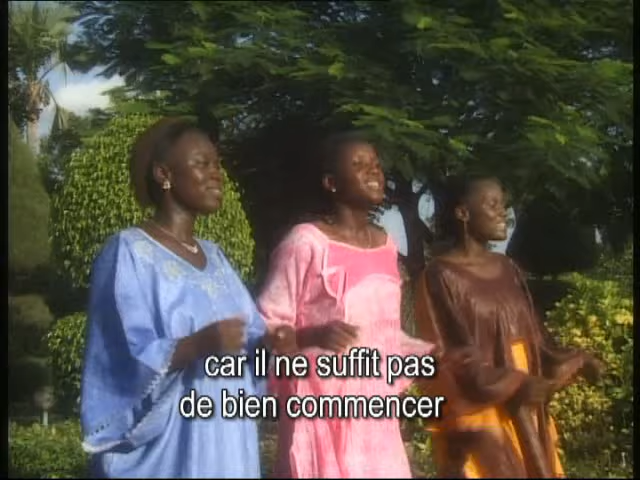 car il ne suffit pas
de bien commencer